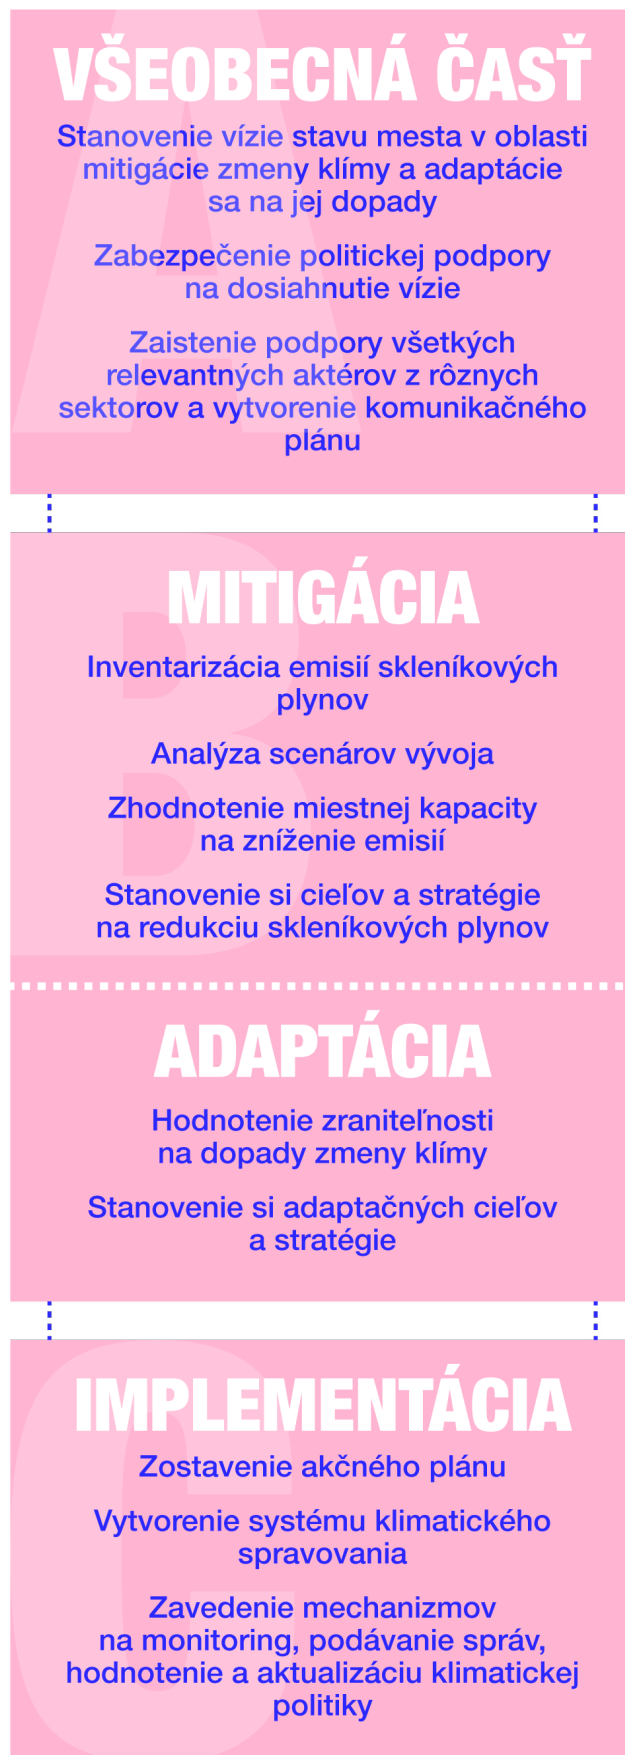 A
VŠEOBECNÁ ČASŤ
Stanovenie vízie stavu mesta v oblasti
mitigácie zmeny klímy a adaptácie
sa na jej dopady
Zabezpečenie politickej podpory
na dosiahnutie vízie
Zaistenie podpory všetkých
relevantných aktérov z rôznych
sektorov a vytvorenie komunikačného
plánu
B
MITIGÁCIA
Inventarizácia emisií skleníkových
plynov
Analýza scenárov vývoja
Zhodnotenie miestnej kapacity
na zníženie emisií
Stanovenie si cieľov a stratégie
na redukciu skleníkových plynov
ADAPTÁCIA
Hodnotenie zraniteľnosti
na dopady zmeny klímy
Stanovenie si adaptačných cieľov
a stratégie
C
IMPLEMENTÁCIA
Zostavenie akčného plánu
Vytvorenie systému klimatického
spravovania
Zavedenie mechanizmov
na monitoring, podávanie správ,
hodnotenie a aktualizáciu klimatickej
politiky